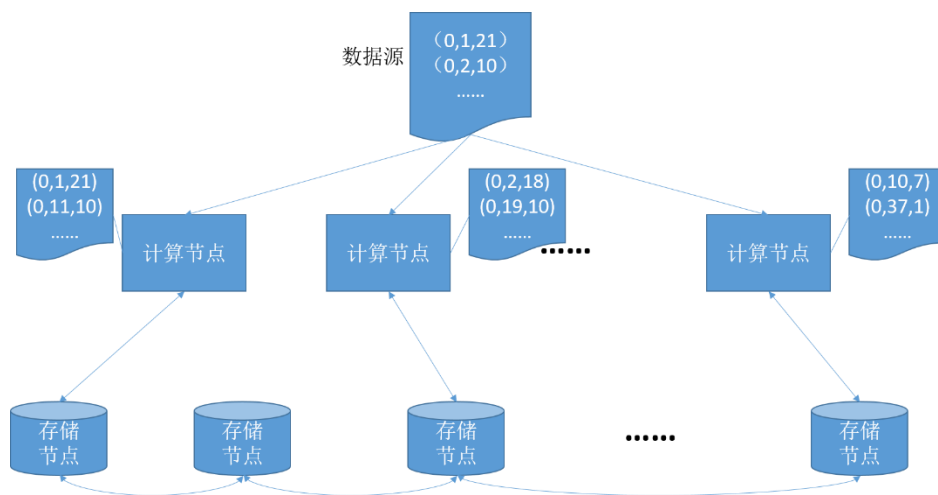 数据源
（0,1,21）
（0,2,10）
……
(0,1,21)
(0,11,10)
……
计算节点
计算节点
(0,2,18)
(0,19,10)
……
……
计算节点
(0,10,7)
(0,37,1)
……
存储
节点
存储
节点
存储
节点
……
存储
节点